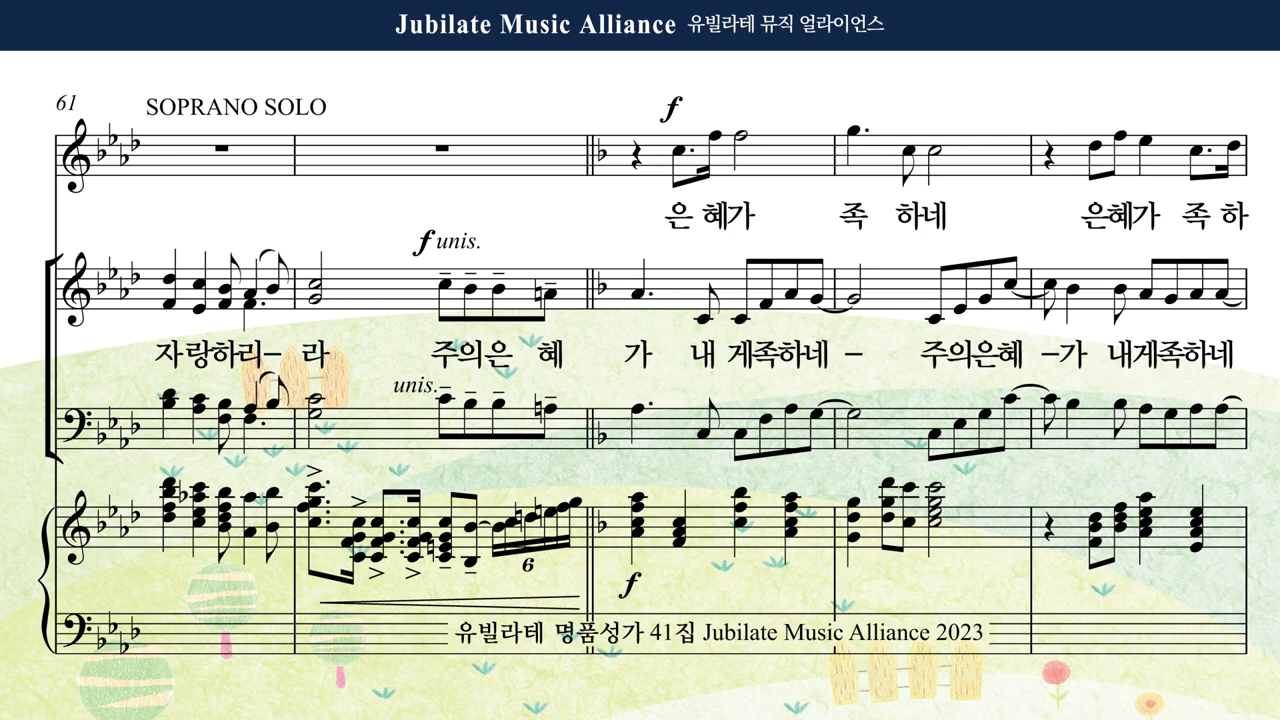 Jubilate Music Alliance 유빌라테 뮤직 얼라이언스
61 SOPRANO SOLO
f
은 혜가 족 하네 은혜가 족 하
f unis.
자랑하리– 라 주의은 혜 가 내 게족하네 – 주의은혜 –가 내게족하네
unis.
6
f
유빌라테 명품성가 41집 Jubilate Music Alliance 2023